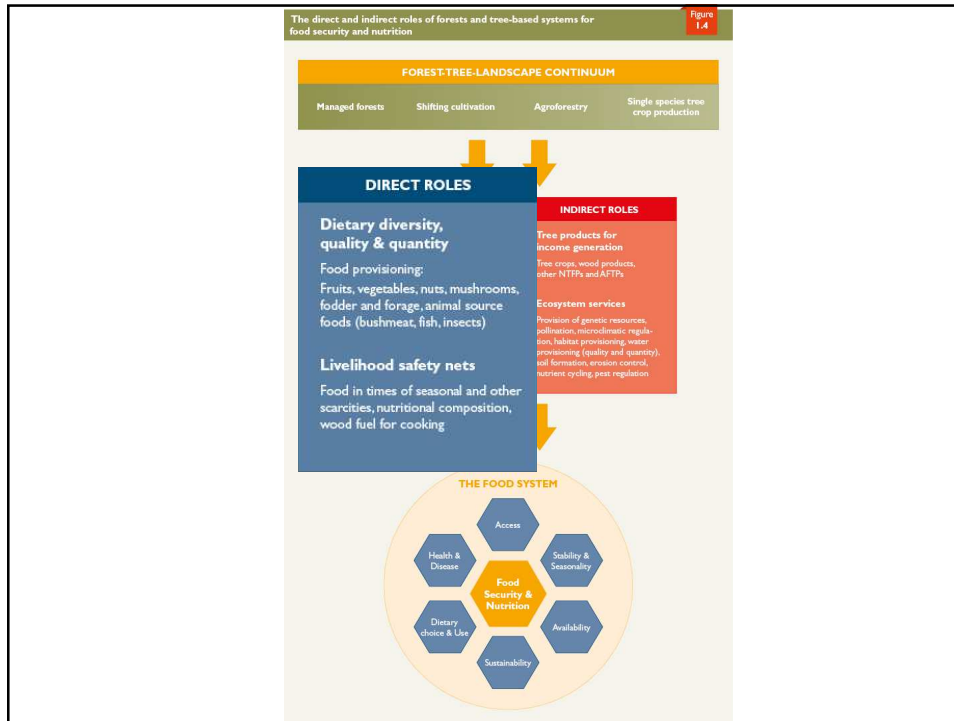 The direct and indirect roles of forests and tree-based systems for
food security and nutrition
Figure
1.4
FOREST-TREE-LANDSCAPE CONTINUUM
Managed forests
Shifting cultivation
Agroforestry
Single species tree
crop production
DIRECT ROLES
Dietary diversity,
quality & quantity
Food provisioning:
Fruits, vegetables, nuts, mushrooms,
fodder and forage, animal source
foods (bushmeat, fish, insects)
Livelihood safety nets
Food in times of seasonal and other
scarcities, nutritional composition,
wood fuel for cooking
INDIRECT ROLES
Tree products for
income generation
Tree crops, wood products,
other NTFPs and AFTPs
Ecosystem services
Provision of genetic resources,
pollination, microclimatic regula-
tion, habitat provisioning, water
provisioning (quality and quantity),
soil formation, erosion control,
nutrient cycling, pest regulation
THE FOOD SYSTEM
Access
Health &
Disease
Stability &
Seasonality
Food
Security &
Nutrition
Dietary
choice & Use
Availability
Sustainability